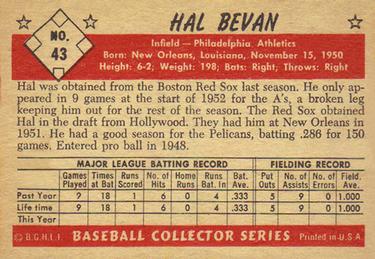 HAL BEVAN
NO.
43
Infield — Philadelphia Athletics
Born: New Orleans, Louisiana, November 15, 1950
Height: 6-2, Weight: 198; Bats: Right; Throws: Right
Hal was obtained from the Boston Red Sox last season. He only ap-
peared in 9 games at the start of 1952 for the A's, a broken leg
keeping him out for the rest of the season. The Red Sox obtained
Hal in the draft from Hollywood. They had him at New Orleans in
1951. He had a good season for the Pelicans, batting .286 for 150
games. Entered pro ball in 1948.
MAJOR LEAGUE BATTING RECORD FIELDING RECORD
Games Played Times at Bat Runs Scored No. of Hits Home Runs Runs Bat. In Bat. Ave. Put Outs No. of Assists No. of Errors Field. Ave.
Past Year 9 18 1 6 0 4 .333 5 9 0 1.000
Life time 9 18 1 6 0 4 .333 5 9 0 1.000
This Year
© B.G.H.L.I. BASEBALL COLLECTOR SERIES Printed in U.S.A.